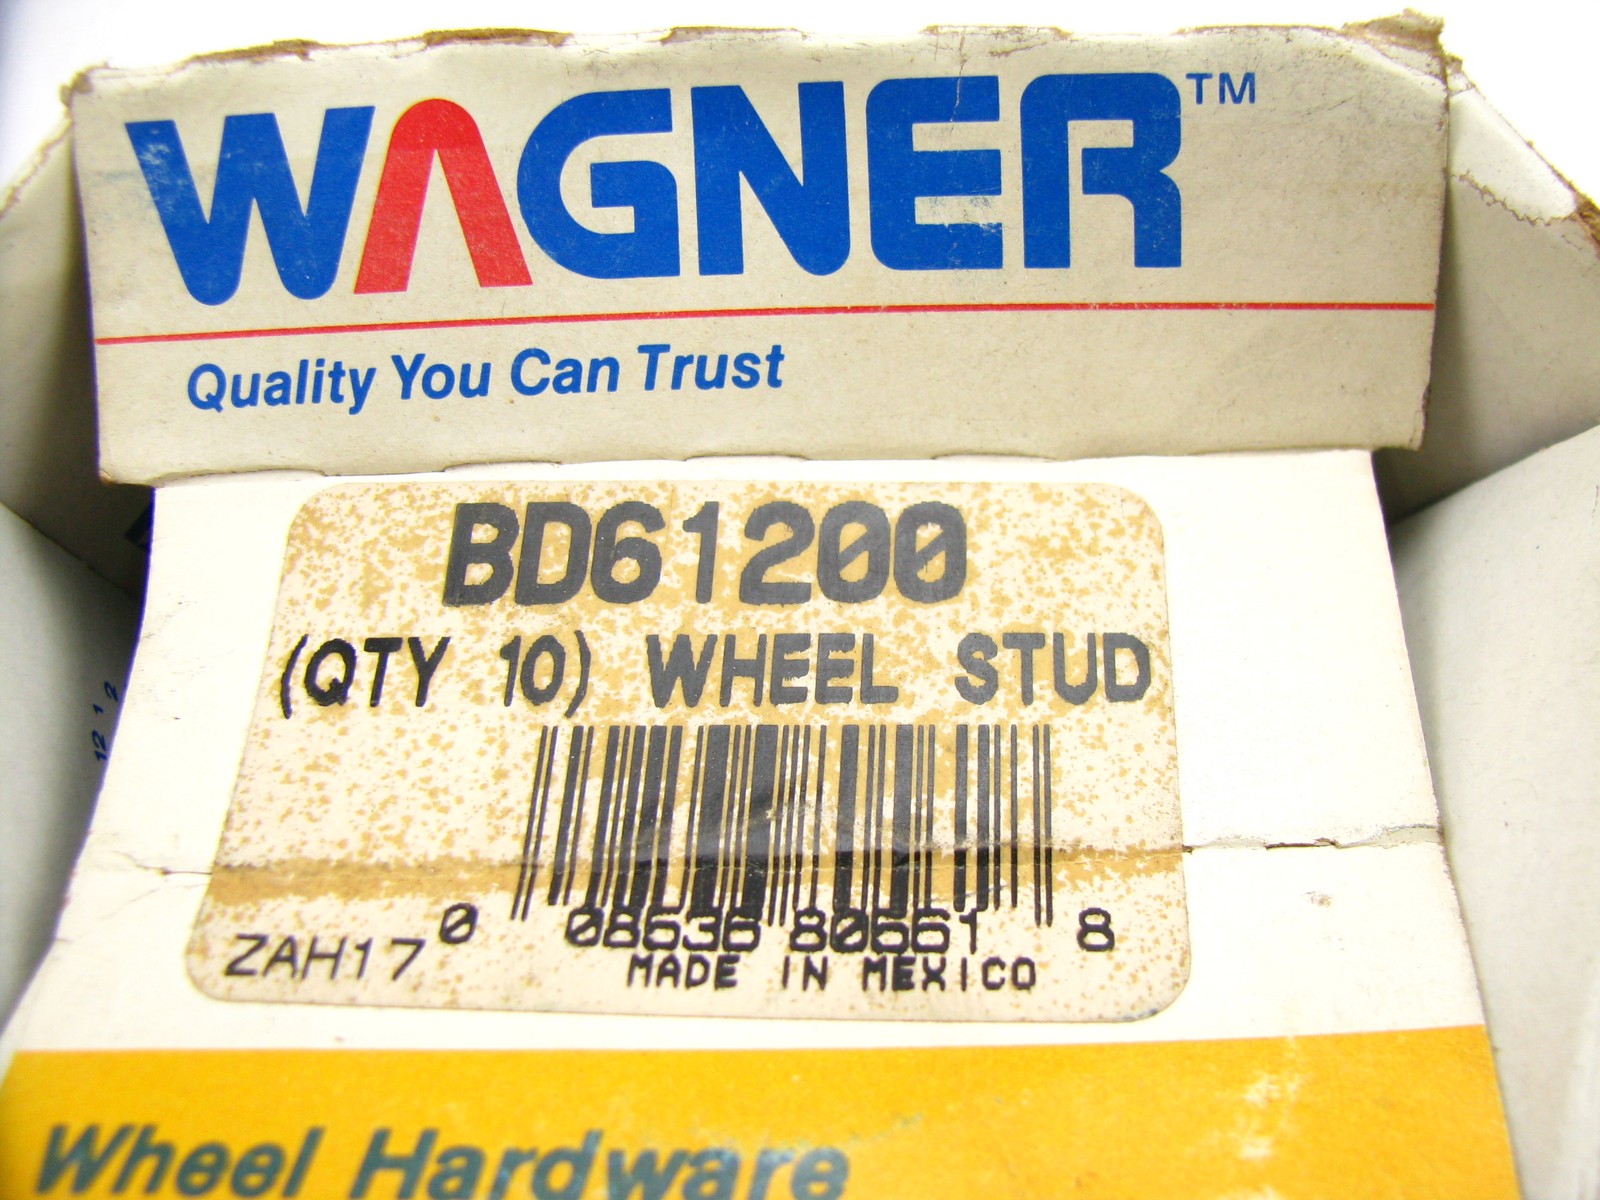 WAGNER™
Quality You Can Trust
BD61200
(QTY 10) WHEEL STUD
0 08636 80661 8
ZAH17
MADE IN MEXICO
Wheel Hardware